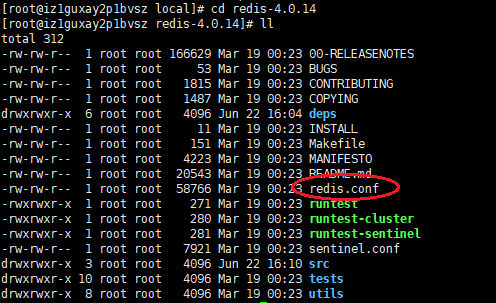 [root@iz1guxay2p1bvsz local]# cd redis-4.0.14
[root@iz1guxay2p1bvsz redis-4.0.14]# ll
total 312
-rw-rw-r-- 1 root root 166629 Mar 19 00:23 00-RELEASENOTES
-rw-rw-r-- 1 root root 53 Mar 19 00:23 BUGS
-rw-rw-r-- 1 root root 1815 Mar 19 00:23 CONTRIBUTING
-rw-rw-r-- 1 root root 1487 Mar 19 00:23 COPYING
drwxrwxr-x 6 root root 4096 Jun 22 16:04 deps
-rw-rw-r-- 1 root root 11 Mar 19 00:23 INSTALL
-rw-rw-r-- 1 root root 151 Mar 19 00:23 Makefile
-rw-rw-r-- 1 root root 4223 Mar 19 00:23 MANIFESTO
-rw-rw-r-- 1 root root 20543 Mar 19 00:23 README.md
-rw-rw-r-- 1 root root 58766 Mar 19 00:23 redis.conf
-rwxrwxr-x 1 root root 271 Mar 19 00:23 runtest
-rwxrwxr-x 1 root root 280 Mar 19 00:23 runtest-cluster
-rwxrwxr-x 1 root root 281 Mar 19 00:23 runtest-sentinel
-rw-rw-r-- 1 root root 7921 Mar 19 00:23 sentinel.conf
drwxrwxr-x 3 root root 4096 Jun 22 16:10 src
drwxrwxr-x 10 root root 4096 Mar 19 00:23 tests
drwxrwxr-x 8 root root 4096 Mar 19 00:23 utils